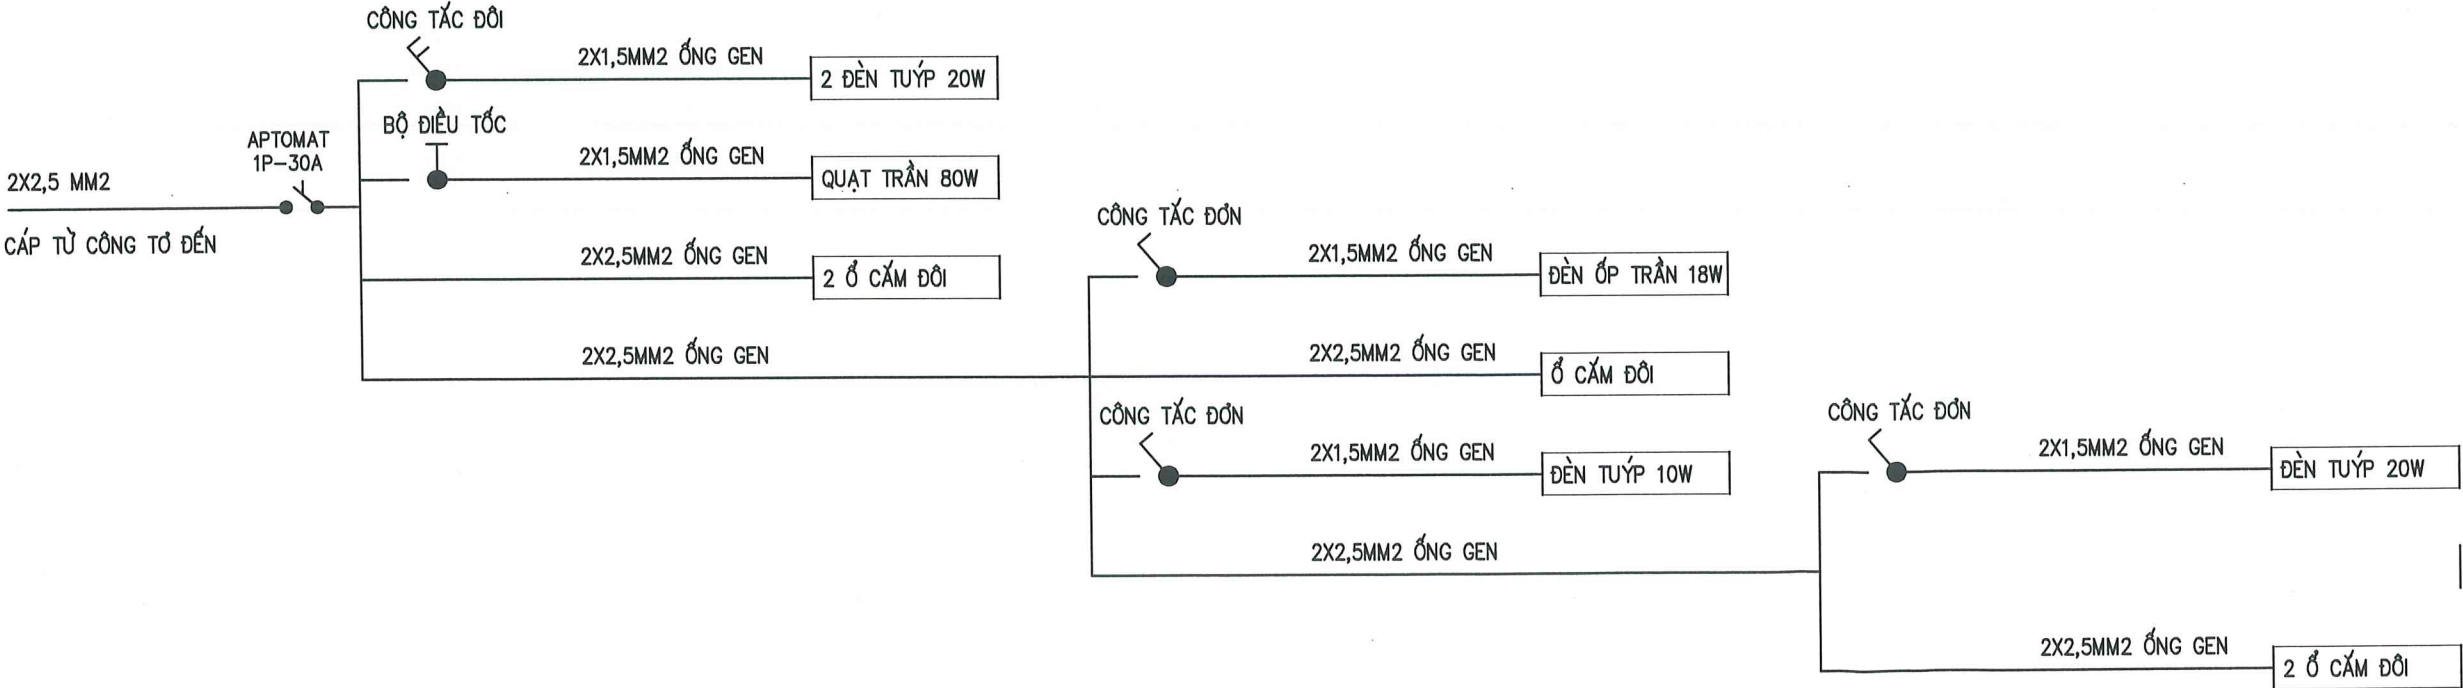 CÔNG TẮC ĐÔI
2X1,5MM2 ỐNG GEN
2 ĐÈN TUÝP 20W
BỘ ĐIỀU TỐC
APTOMAT
1P-30A
2X1,5MM2 ỐNG GEN
QUẠT TRẦN 80W
2X2,5 MM2
CÁP TỪ CÔNG TƠ ĐẾN
2X2,5MM2 ỐNG GEN
2 Ổ CẮM ĐÔI
2X2,5MM2 ỐNG GEN
CÔNG TẮC ĐƠN
2X1,5MM2 ỐNG GEN
ĐÈN ỐP TRẦN 18W
2X2,5MM2 ỐNG GEN
Ổ CẮM ĐÔI
CÔNG TẮC ĐƠN
2X1,5MM2 ỐNG GEN
ĐÈN TUÝP 10W
2X2,5MM2 ỐNG GEN
CÔNG TẮC ĐƠN
2X1,5MM2 ỐNG GEN
ĐÈN TUÝP 20W
2X2,5MM2 ỐNG GEN
2 Ổ CẮM ĐÔI